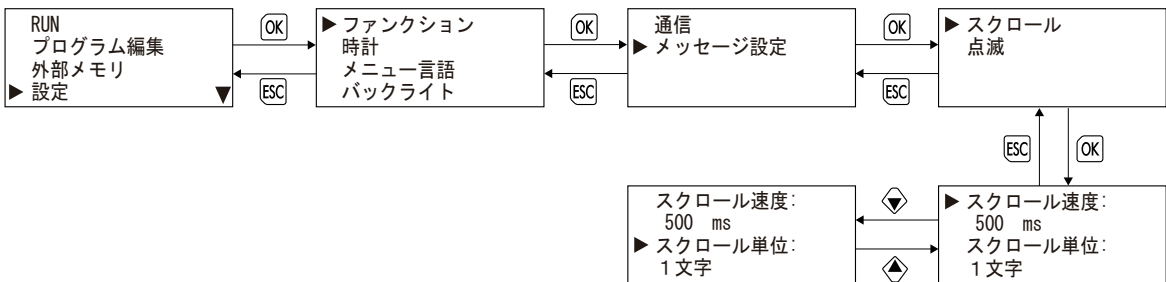 RUN
プログラム編集
外部メモリ
▶ 設定 ▼
OK
ESC
▶ ファンクション
時計
メニュー言語
バックライト
OK
ESC
通信
▶ メッセージ設定
OK
ESC
▶ スクロール
点滅
ESC
OK
スクロール速度:
500 ms
▶ スクロール単位:
1文字
▶ スクロール速度:
500 ms
スクロール単位:
1文字